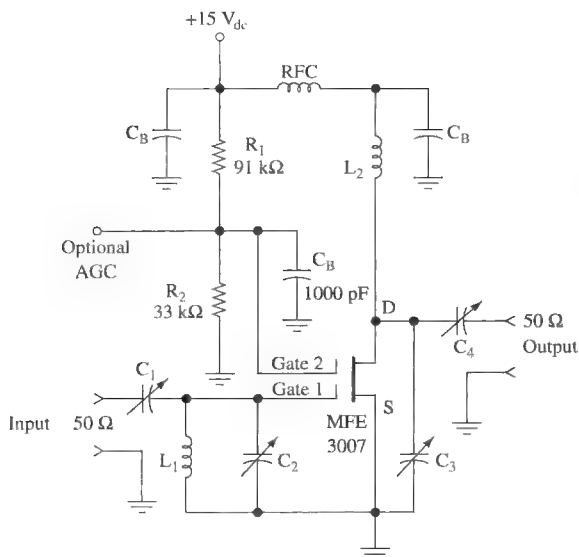 +15 V_dc
RFC
C_B
R_1
91 kΩ
L_2
C_B
Optional
AGC
R_2
33 kΩ
C_B
1000 pF
D
C_4
50 Ω
Output
C_1
Gate 2
Gate 1
S
Input
50 Ω
L_1
C_2
MFE
3007
C_3